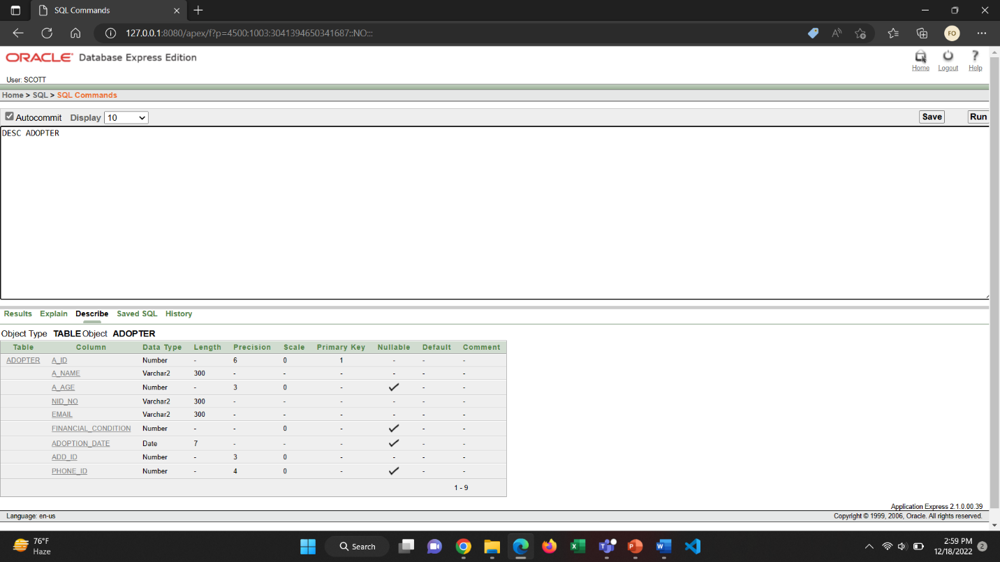 SQL Commands
127.0.0.1:8080/apex/f?p=4500:1003:3041394650341687::NO:::
FO
ORACLE Database Express Edition
Home Logout Help
User: SCOTT
Home > SQL > SQL Commands
Autocommit Display 10 Save Run
DESC ADOPTER
Results Explain Describe Saved SQL History
Object Type TABLE Object ADOPTER
Table Column Data Type Length Precision Scale Primary Key Nullable Default Comment
ADOPTER A_ID Number - 6 0 1 - - -
A_NAME Varchar2 300 - - - - - -
A_AGE Number - 3 0 - - -
NID_NO Varchar2 300 - - - - - -
EMAIL Varchar2 300 - - - - - -
FINANCIAL_CONDITION Number - - 0 - - -
ADOPTION_DATE Date 7 - - - - -
ADD_ID Number - 3 0 - - - -
PHONE_ID Number - 4 0 - - -
1 - 9
Application Express 2.1.0.00.39
Language: en-us Copyright © 1999, 2006, Oracle. All rights reserved.
76°F
Haze
Search
2:59 PM
12/18/2022
2